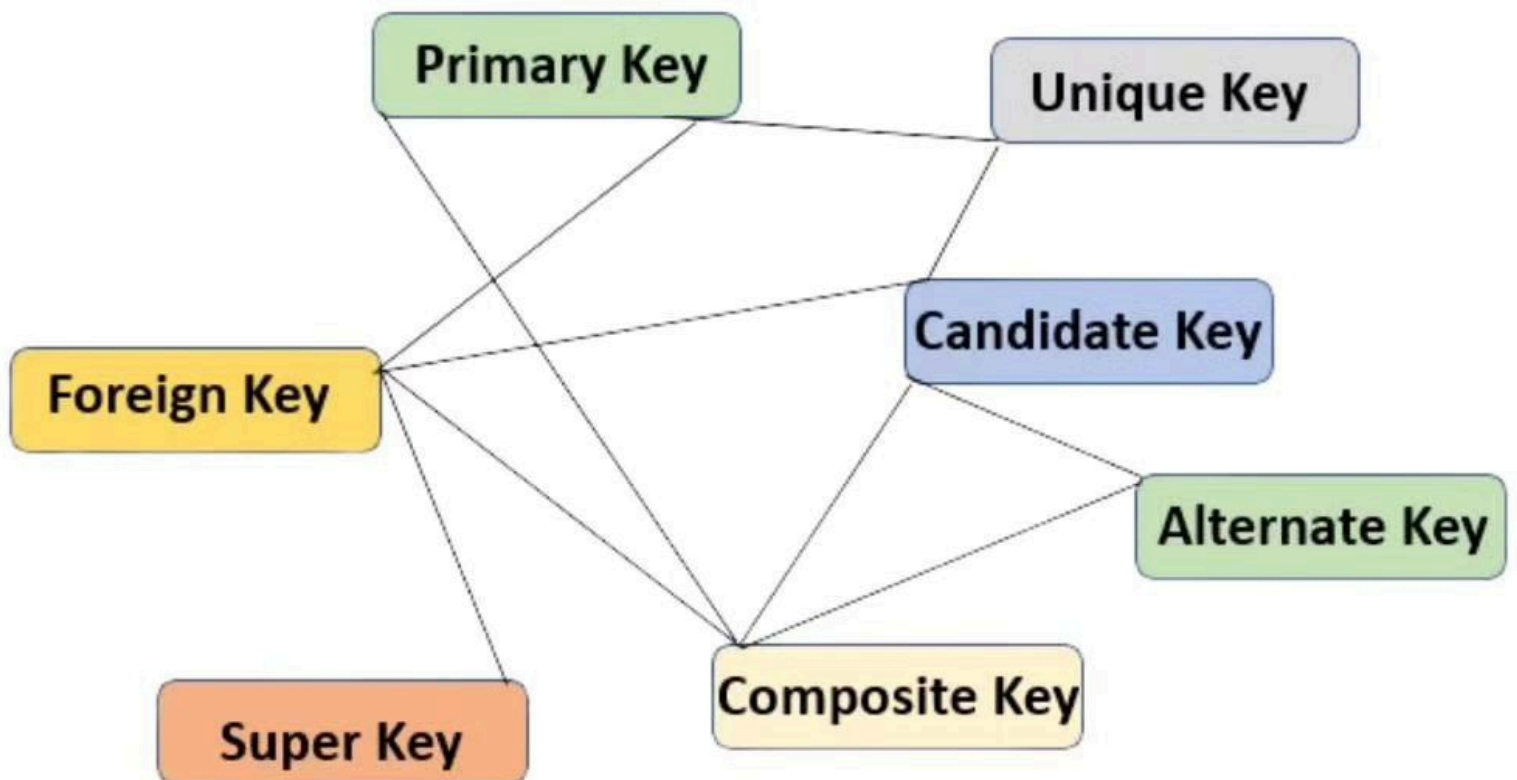 Primary Key
Unique Key
Candidate Key
Foreign Key
Alternate Key
Composite Key
Super Key